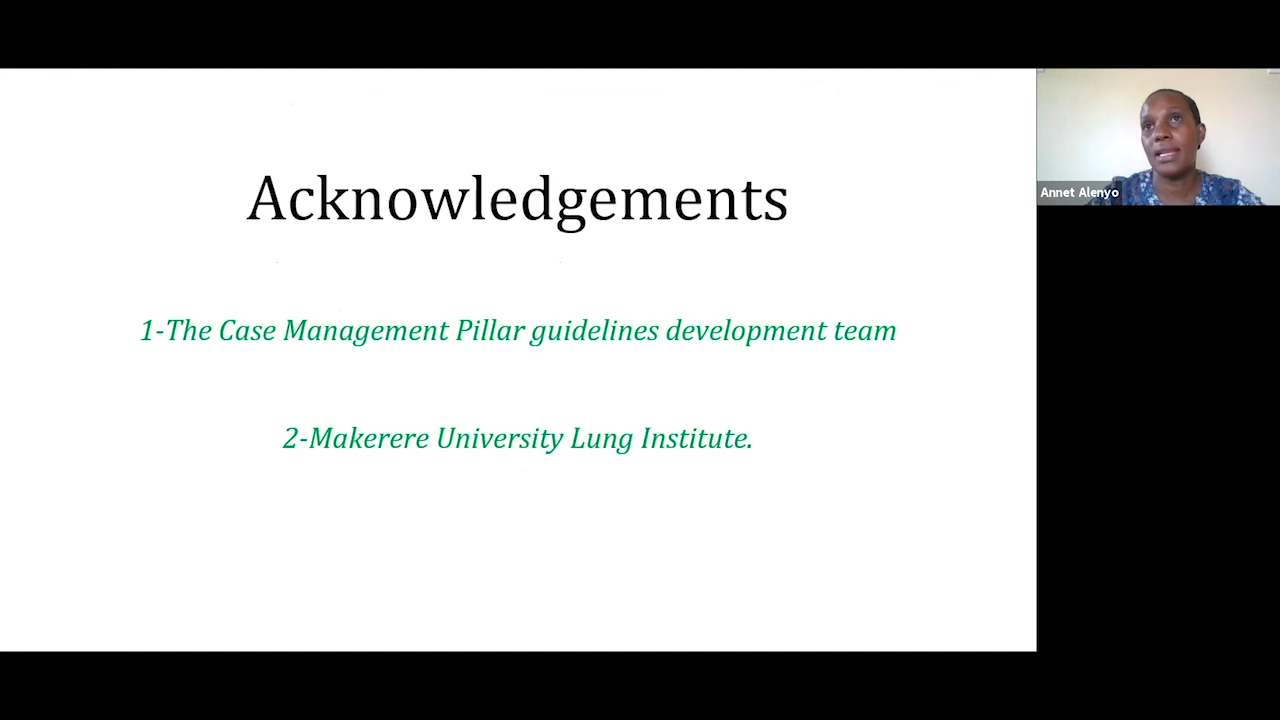 Acknowledgements
1-The Case Management Pillar guidelines development team
2-Makerere University Lung Institute.
Annet Alenyo